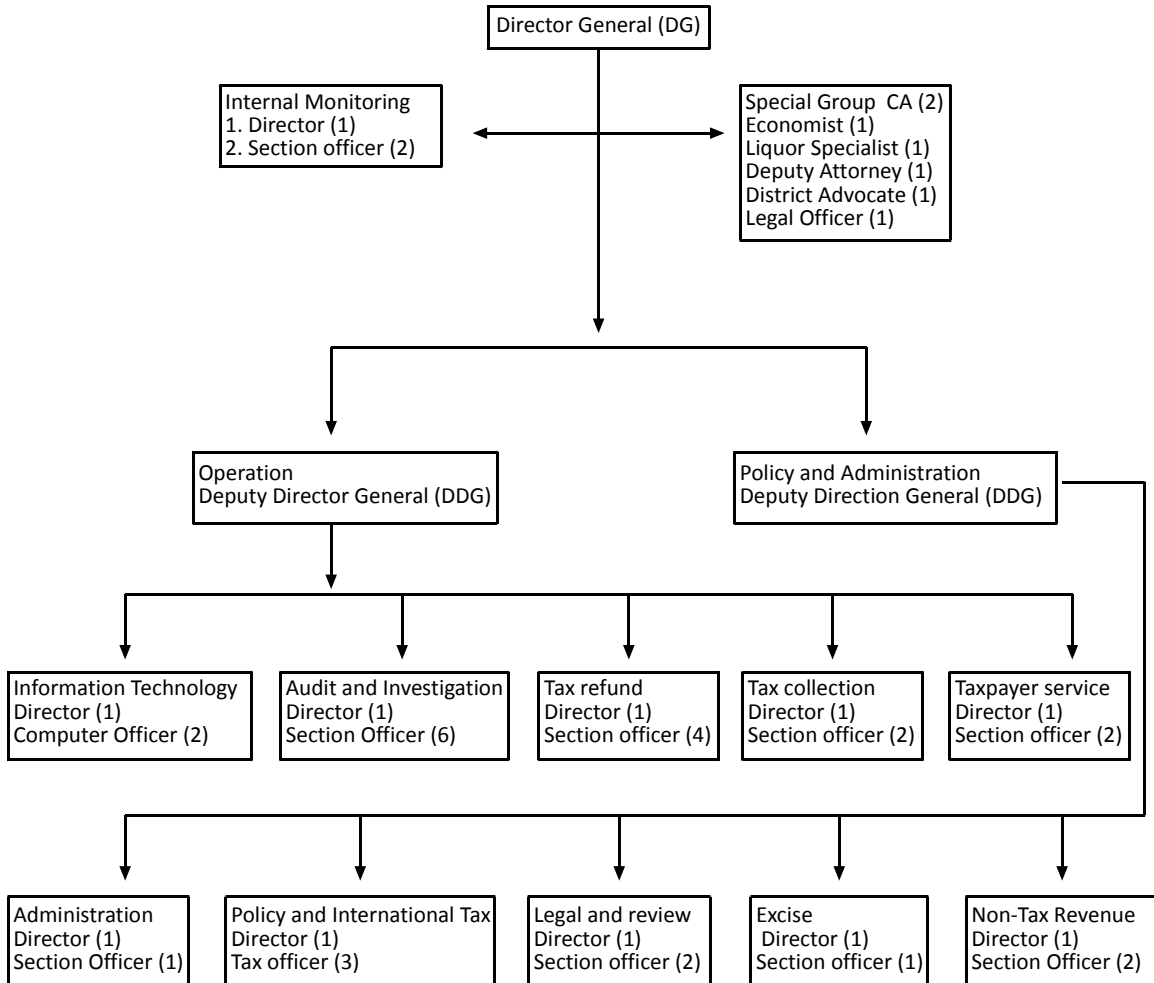 Director General (DG)
Internal Monitoring
1. Director (1)
2. Section officer (2)
Special Group  CA (2)
Economist (1)
Liquor Specialist (1)
Deputy Attorney (1)
District Advocate (1)
Legal Officer (1)
Operation
Deputy Director General (DDG)
Policy and Administration
Deputy Direction General (DDG)
Information Technology
Director (1)
Computer Officer (2)
Audit and Investigation
Director (1)
Section Officer (6)
Tax refund
Director (1)
Section officer (4)
Tax collection
Director (1)
Section officer (2)
Taxpayer service
Director (1)
Section officer (2)
Administration
Director (1)
Section Officer (1)
Policy and International Tax
Director (1)
Tax officer (3)
Legal and review
Director (1)
Section officer (2)
Excise
Director (1)
Section officer (1)
Non-Tax Revenue
Director (1)
Section Officer (2)